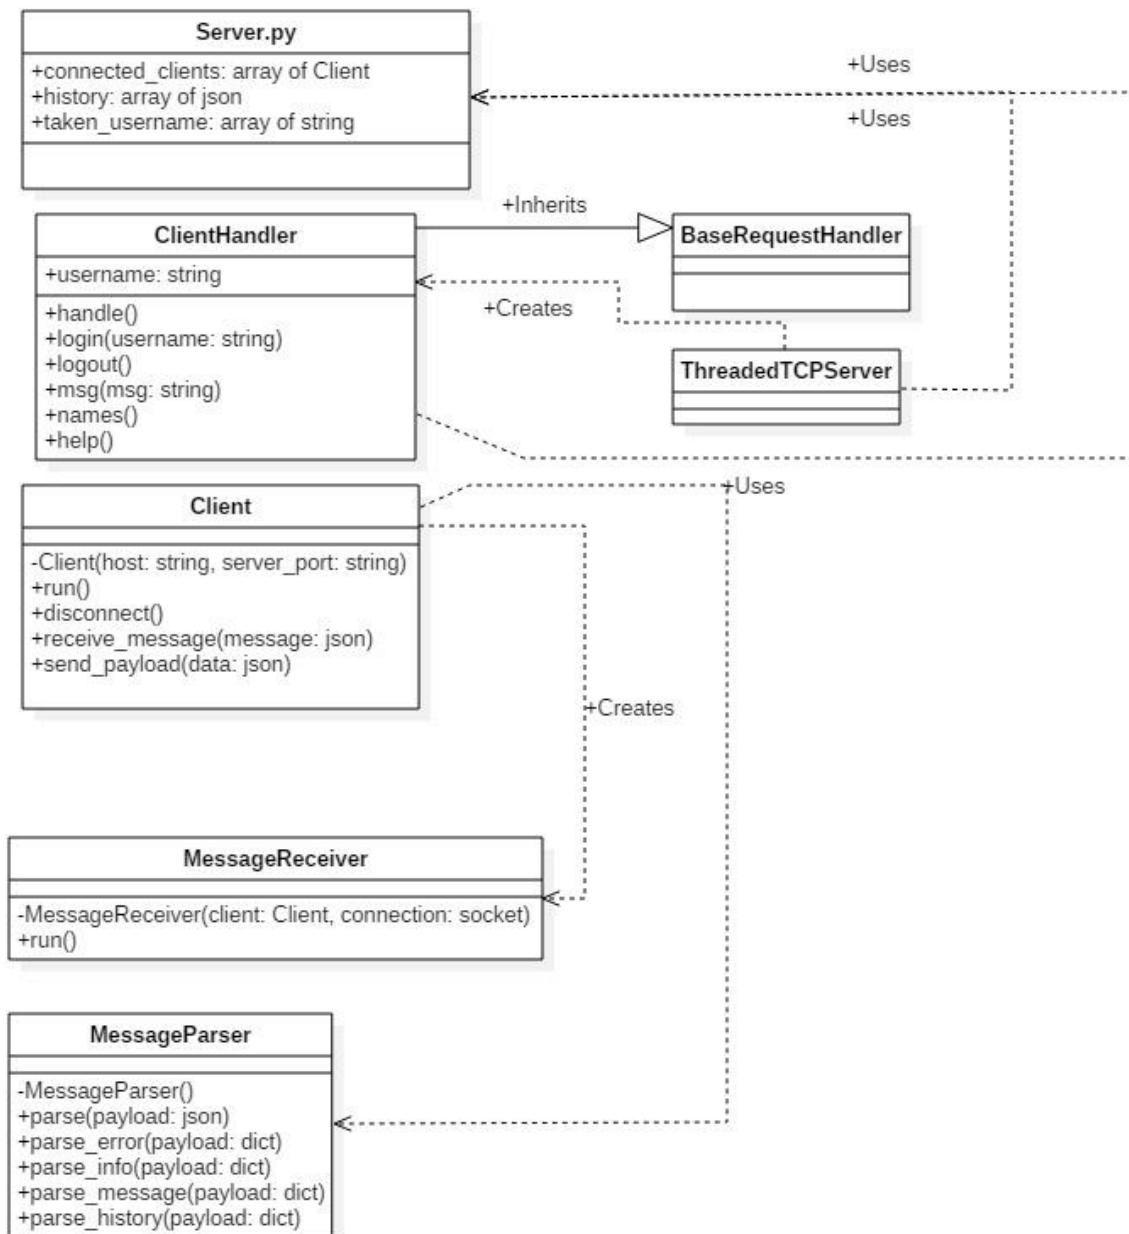 Server.py
+connected_clients: array of Client
+history: array of json
+taken_username: array of string
+Uses
+Uses
+Inherits
ClientHandler
+username: string
+handle()
+login(username: string)
+logout()
+msg(msg: string)
+names()
+help()
BaseRequestHandler
+Creates
ThreadedTCPServer
Client
-Client(host: string, server_port: string)
+run()
+disconnect()
+receive_message(message: json)
+send_payload(data: json)
+Uses
+Creates
MessageReceiver
-MessageReceiver(client: Client, connection: socket)
+run()
MessageParser
-MessageParser()
+parse(payload: json)
+parse_error(payload: dict)
+parse_info(payload: dict)
+parse_message(payload: dict)
+parse_history(payload: dict)